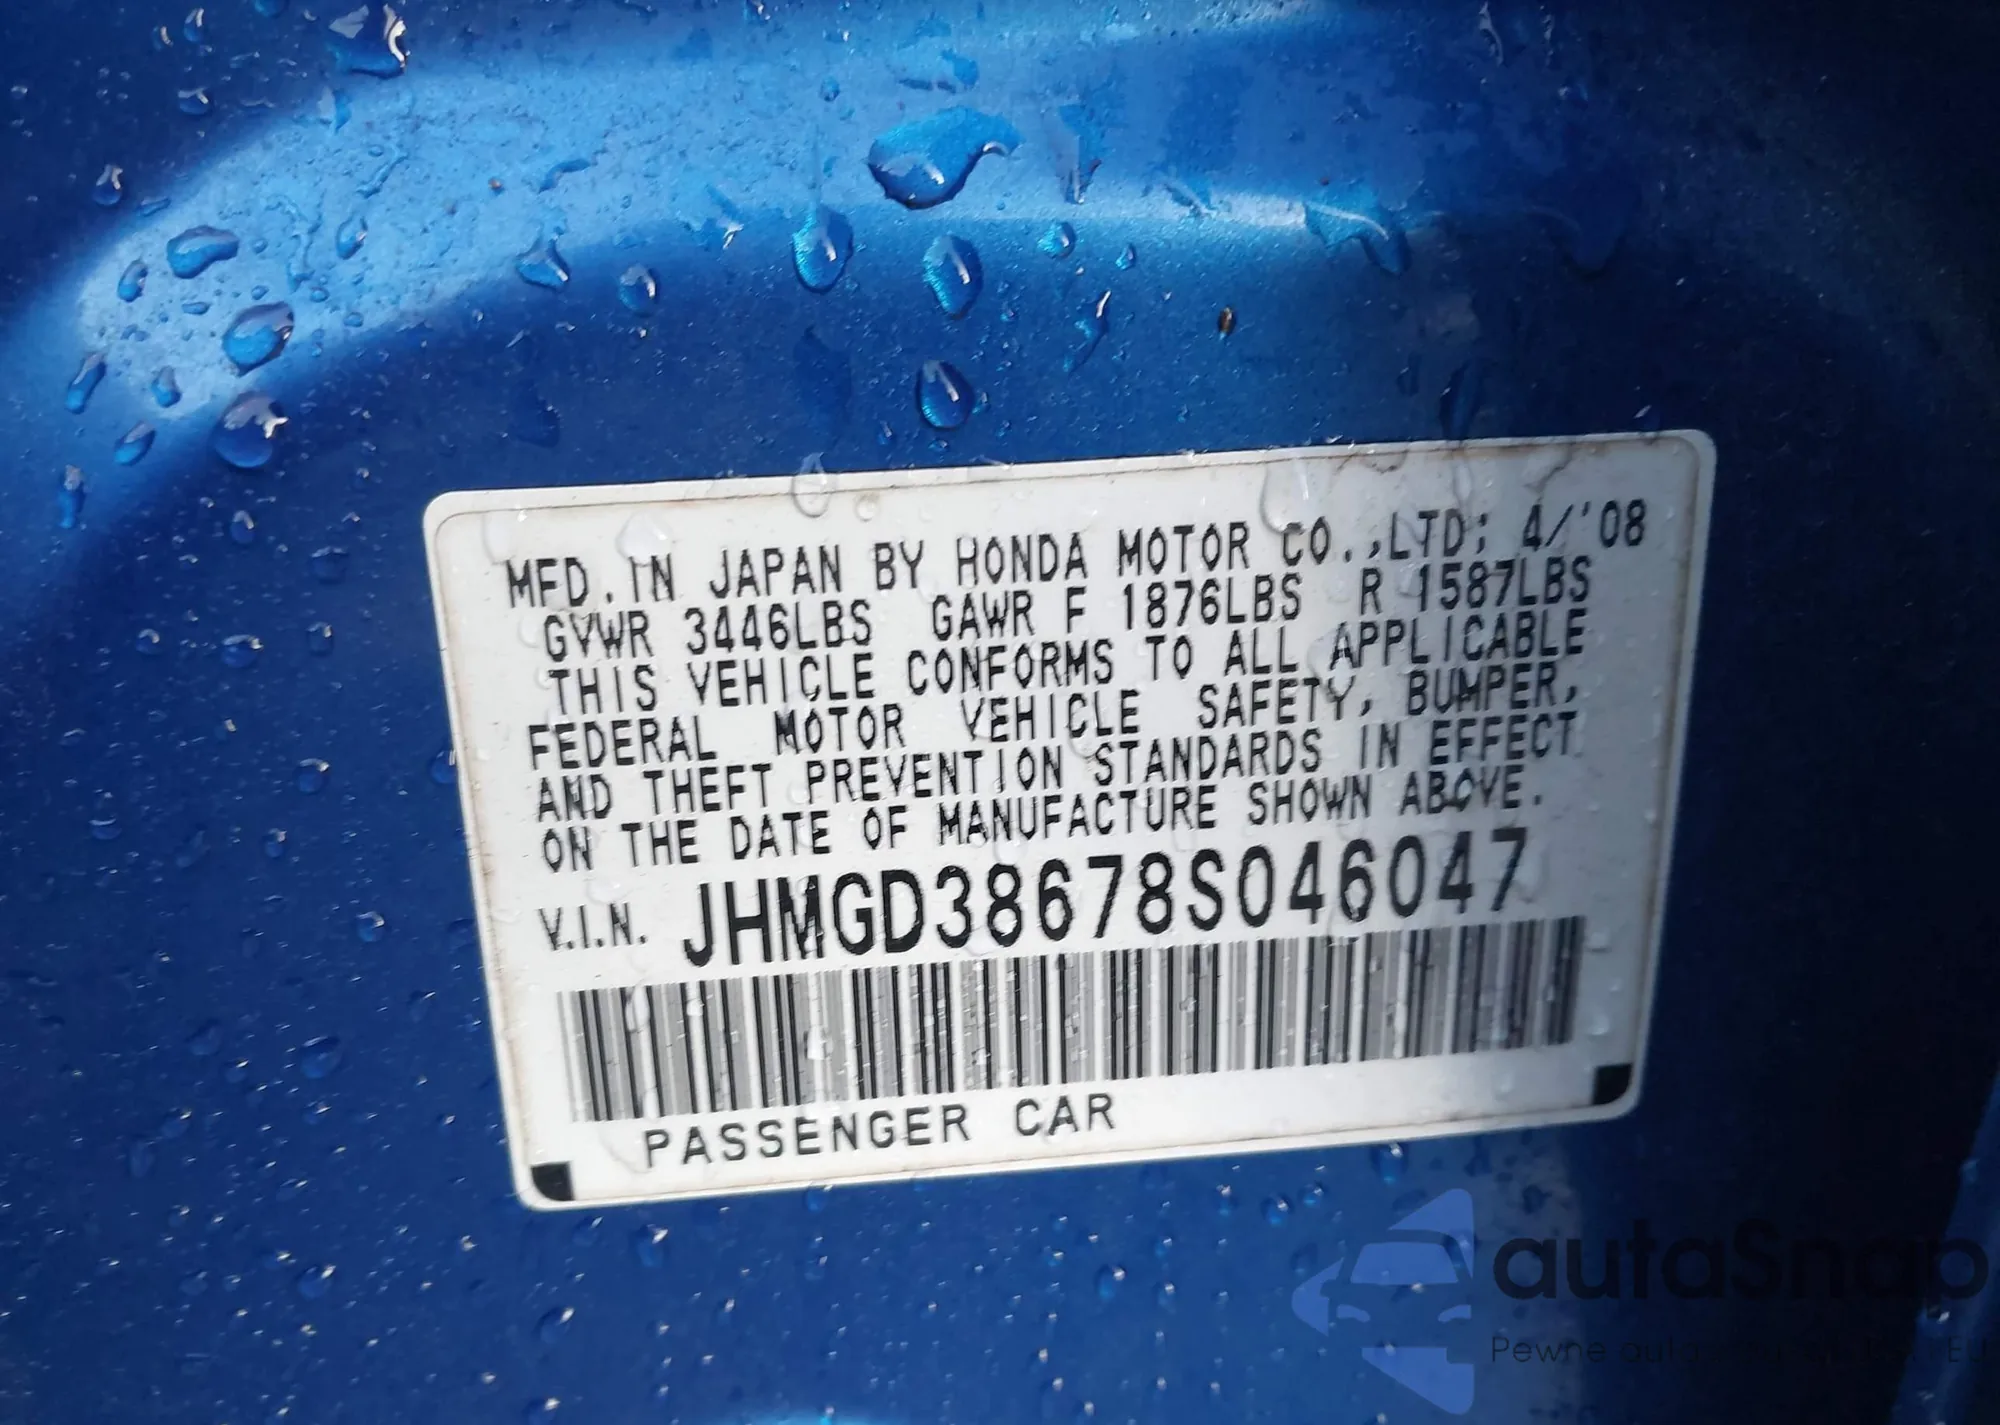 MFD. IN JAPAN BY HONDA MOTOR CO.,LTD; 4/'08
GVWR 3446LBS GAWR F 1876LBS R 1587LBS
THIS VEHICLE CONFORMS TO ALL APPLICABLE
FEDERAL MOTOR VEHICLE SAFETY, BUMPER,
AND THEFT PREVENTION STANDARDS IN EFFECT
ON THE DATE OF MANUFACTURE SHOWN ABOVE.
V.I.N. JHMGD38678S046047
PASSENGER CAR
autaSnap
Pewne auta